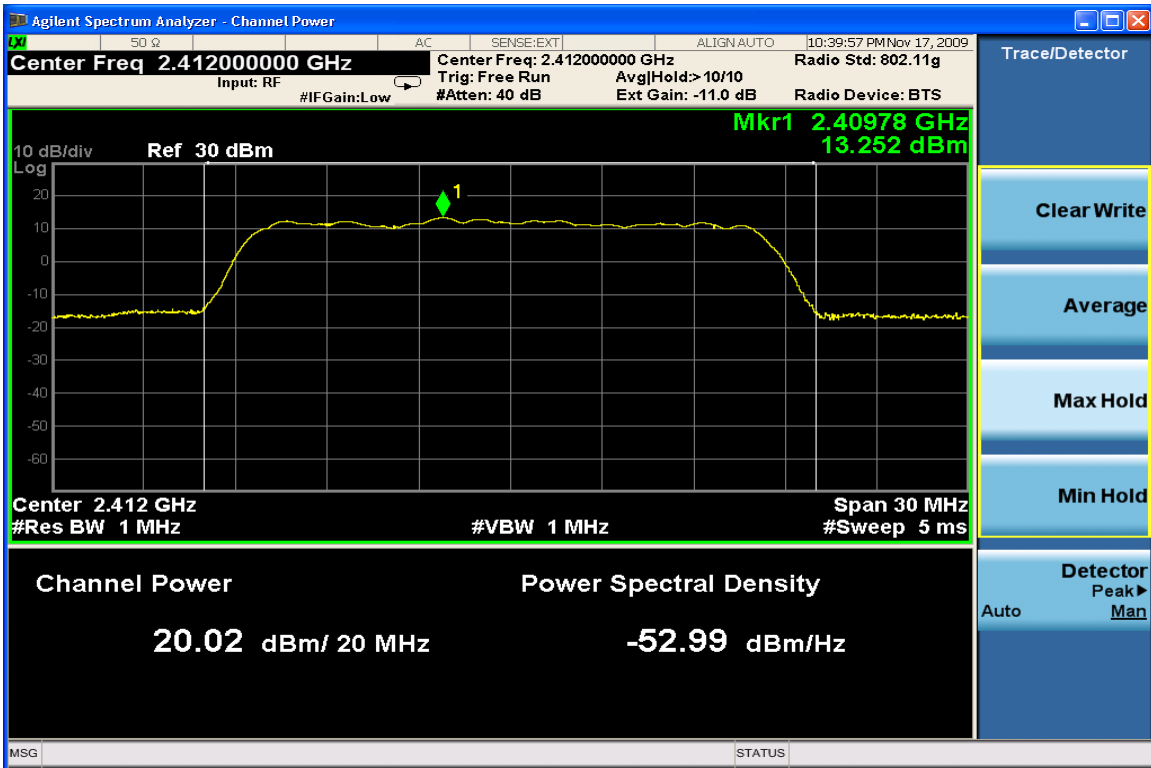 Agilent Spectrum Analyzer - Channel Power
LXI 50 Ω AC SENSE:EXT ALIGNAUTO 10:39:57 PM Nov 17, 2009
Center Freq 2.412000000 GHz
Input: RF
#IFGain:Low
Center Freq: 2.412000000 GHz
Trig: Free Run Avg|Hold:>10/10
#Atten: 40 dB Ext Gain: -11.0 dB
Radio Std: 802.11g
Radio Device: BTS
Mkr1 2.40978 GHz
13.252 dBm
10 dB/div Ref 30 dBm
Log
20
10
0
-10
-20
-30
-40
-50
-60
1
Center 2.412 GHz Span 30 MHz
#Res BW 1 MHz #VBW 1 MHz #Sweep 5 ms
Channel Power Power Spectral Density
20.02 dBm/ 20 MHz -52.99 dBm/Hz
Trace/Detector
Clear Write
Average
Max Hold
Min Hold
Detector
Peak▶
Auto Man
MSG STATUS